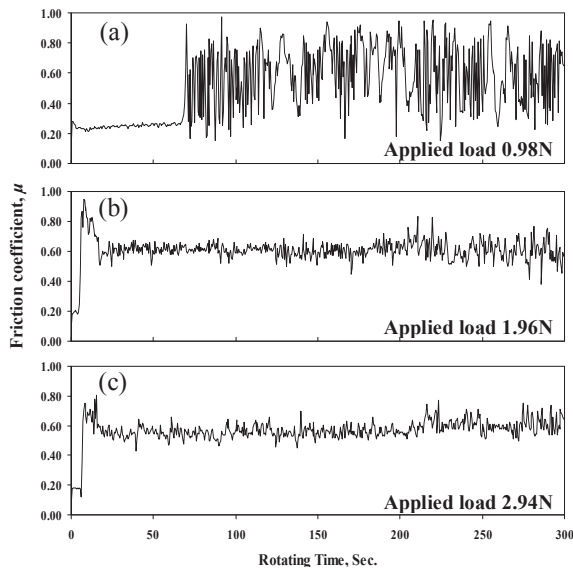 Friction coefficient, μ
1.00
0.80
0.60
0.40
0.20
0.00
(a)
Applied load 0.98N
1.00
0.80
0.60
0.40
0.20
0.00
(b)
Applied load 1.96N
1.00
0.80
0.60
0.40
0.20
0.00
(c)
Applied load 2.94N
0 50 100 150 200 250 300
Rotating Time, Sec.